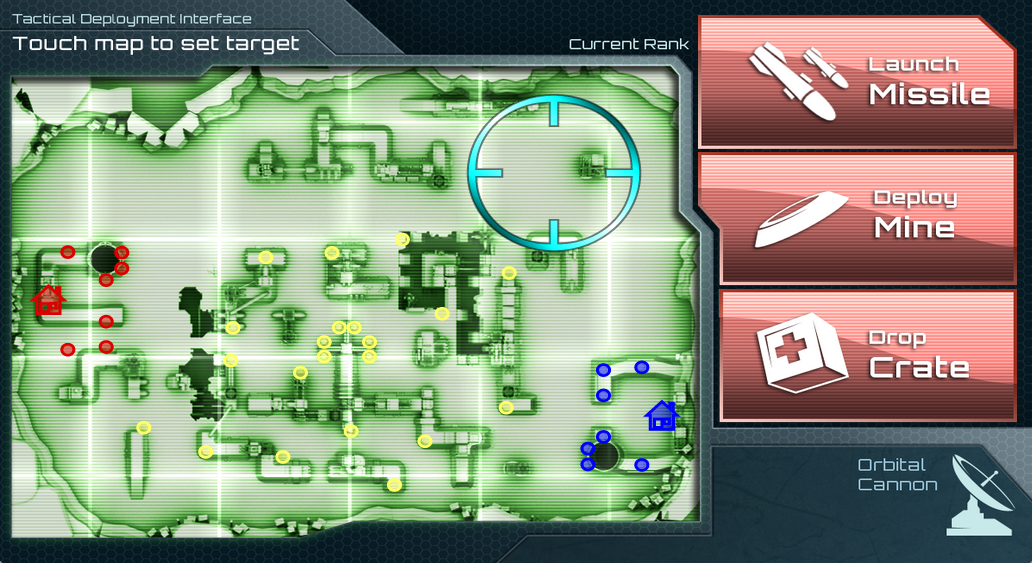 Tactical Deployment Interface
Touch map to set target
Current Rank
Launch
Missile
Deploy
Mine
Drop
Crate
Orbital
Cannon